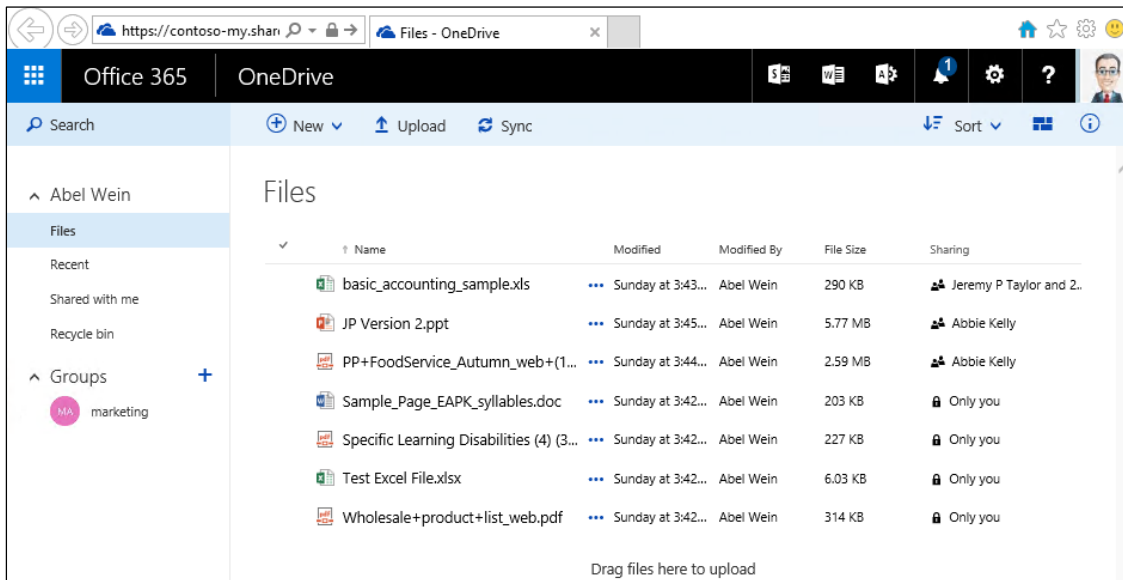 https://contoso-my.shar
Files - OneDrive
Office 365
OneDrive
1
?
Search
New
Upload
Sync
Sort
Abel Wein
Files
Recent
Shared with me
Recycle bin
Groups
MA marketing
Files
Name Modified Modified By File Size Sharing
basic_accounting_sample.xls ... Sunday at 3:43... Abel Wein 290 KB Jeremy P Taylor and 2..
JP Version 2.ppt ... Sunday at 3:45... Abel Wein 5.77 MB Abbie Kelly
PP+FoodService_Autumn_web+(1... ... Sunday at 3:44... Abel Wein 2.59 MB Abbie Kelly
Sample_Page_EAPK_syllables.doc ... Sunday at 3:42... Abel Wein 203 KB Only you
Specific Learning Disabilities (4) (3... ... Sunday at 3:42... Abel Wein 227 KB Only you
Test Excel File.xlsx ... Sunday at 3:42... Abel Wein 6.03 KB Only you
Wholesale+product+list_web.pdf ... Sunday at 3:42... Abel Wein 314 KB Only you
Drag files here to upload